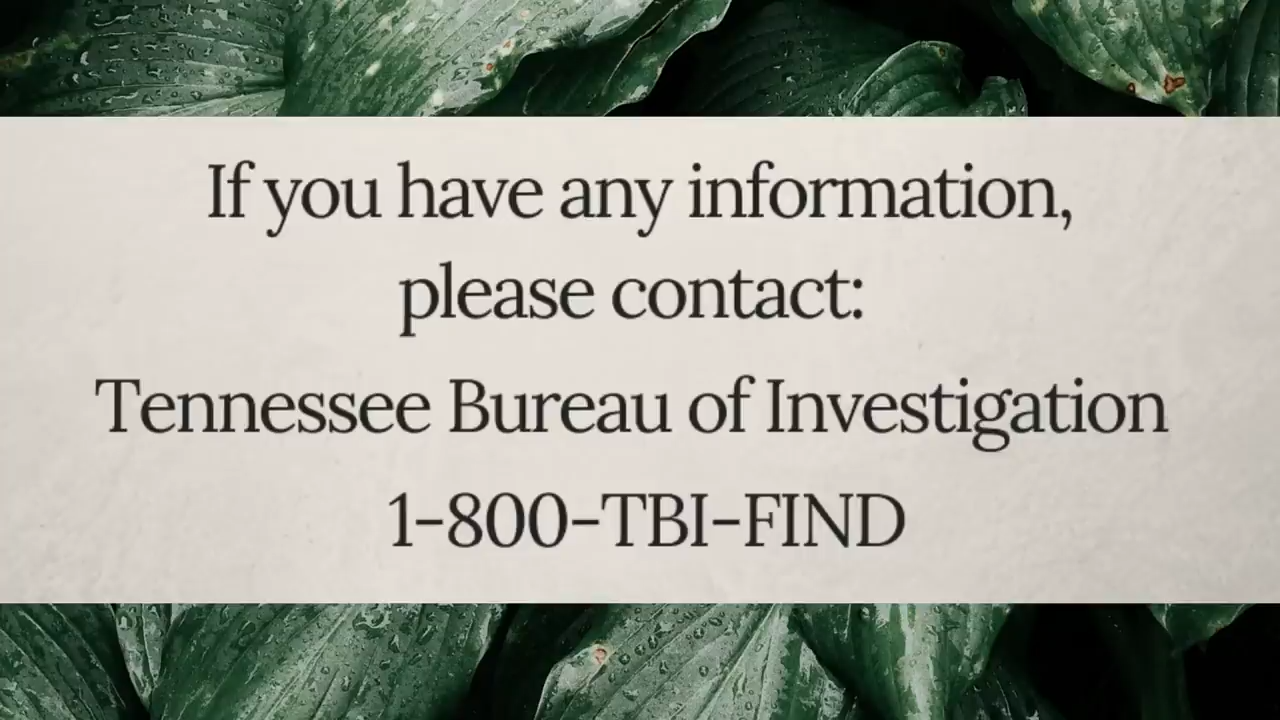 If you have any information,
please contact:
Tennessee Bureau of Investigation
1-800-TBI-FIND